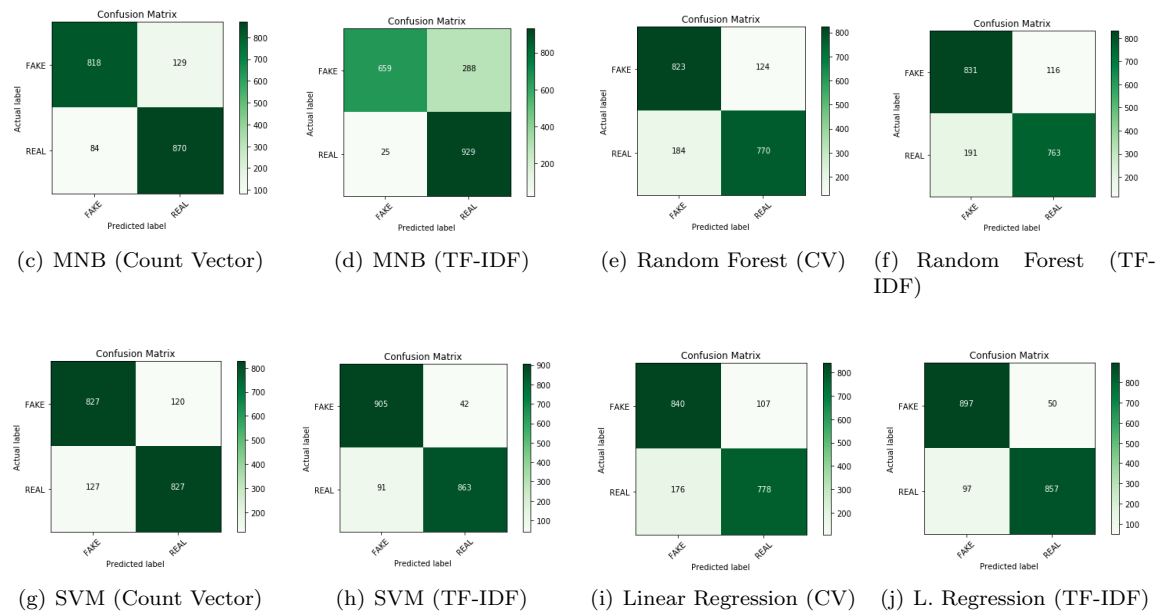 Confusion Matrix
Actual label
FAKE
REAL
818
129
84
870
FAKE
REAL
Predicted label
800
700
600
500
400
300
200
100
(c) MNB (Count Vector)
Confusion Matrix
Actual label
FAKE
REAL
659
288
25
929
FAKE
REAL
Predicted label
800
600
400
200
(d) MNB (TF-IDF)
Confusion Matrix
Actual label
FAKE
REAL
823
124
184
770
FAKE
REAL
Predicted label
800
700
600
500
400
300
200
(e) Random Forest (CV)
Confusion Matrix
Actual label
FAKE
REAL
831
116
191
763
FAKE
REAL
Predicted label
800
700
600
500
400
300
200
(f) Random Forest (TF-
IDF)
Confusion Matrix
Actual label
FAKE
REAL
827
120
127
827
FAKE
REAL
Predicted label
800
700
600
500
400
300
200
(g) SVM (Count Vector)
Confusion Matrix
Actual label
FAKE
REAL
905
42
91
863
FAKE
REAL
Predicted label
900
800
700
600
500
400
300
200
100
(h) SVM (TF-IDF)
Confusion Matrix
Actual label
FAKE
REAL
840
107
176
778
FAKE
REAL
Predicted label
800
700
600
500
400
300
200
(i) Linear Regression (CV)
Confusion Matrix
Actual label
FAKE
REAL
897
50
97
857
FAKE
REAL
Predicted label
800
700
600
500
400
300
200
100
(j) L. Regression (TF-IDF)